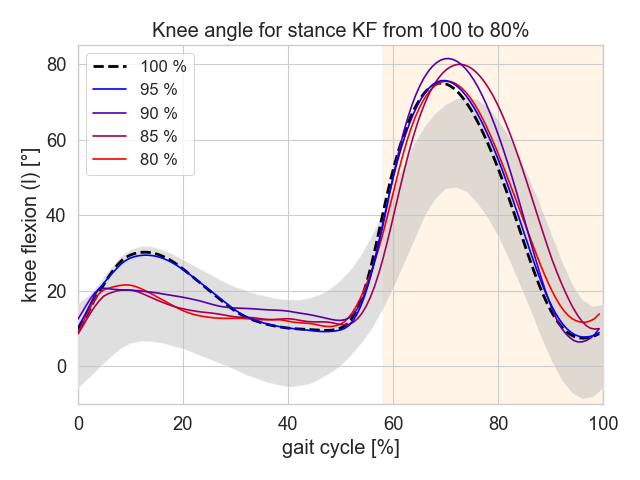 Knee angle for stance KF from 100 to 80%
80
60
40
20
0
knee flexion (l) [°]
100 %
95 %
90 %
85 %
80 %
0 20 40 60 80 100
gait cycle [%]